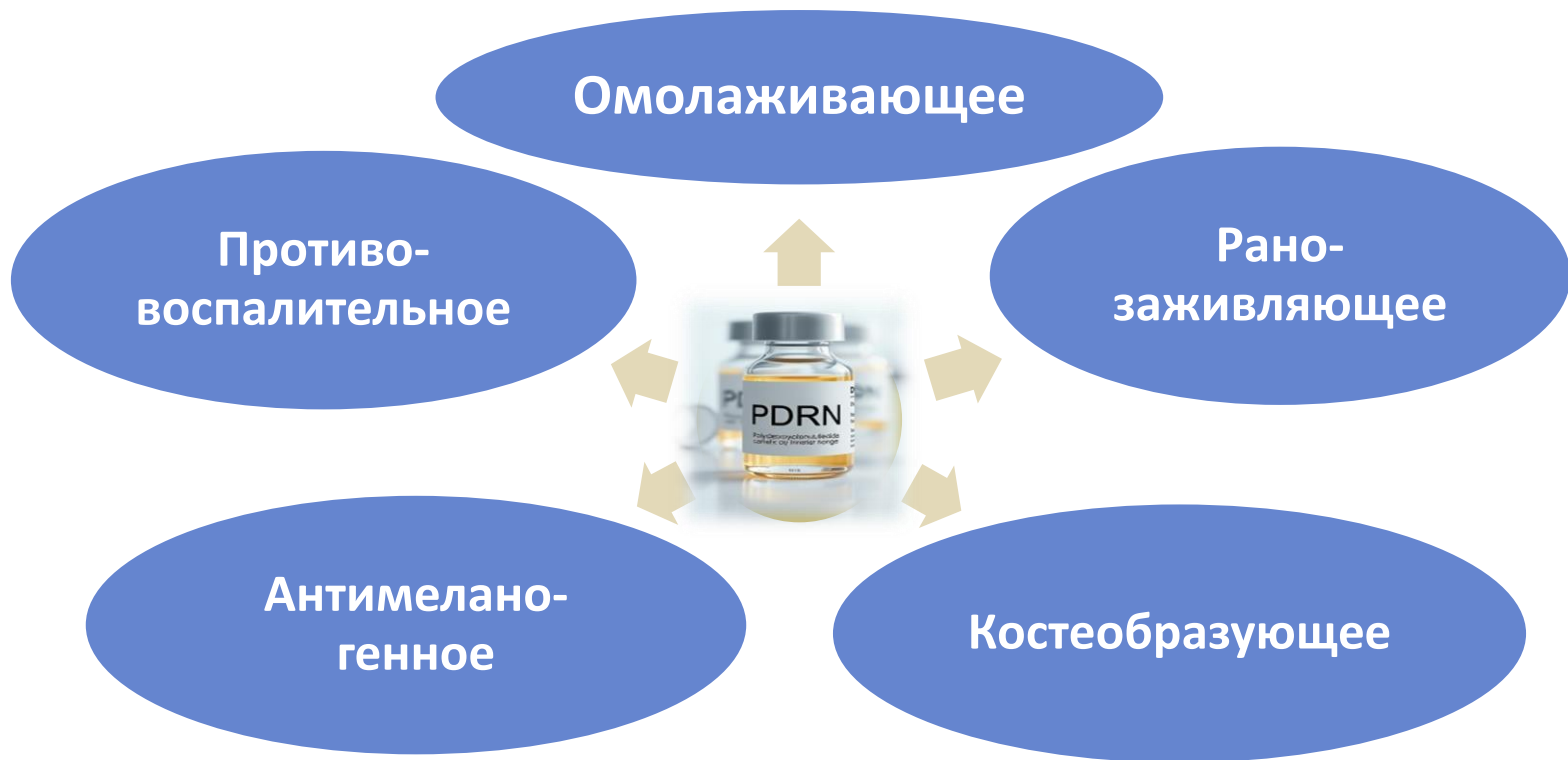 Омолаживающее
Противо-
воспалительное
Рано-
заживляющее
PDRN
Антимелано-
генное
Костеобразующее